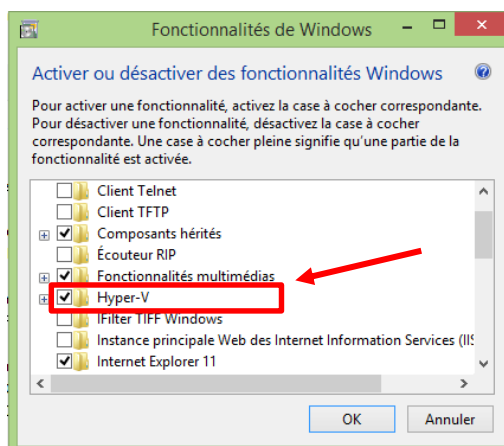 Fonctionnalités de Windows
Activer ou désactiver des fonctionnalités Windows
Pour activer une fonctionnalité, activez la case à cocher correspondante.
Pour désactiver une fonctionnalité, désactivez la case à cocher
correspondante. Une case à cocher pleine signifie qu'une partie de la
fonctionnalité est activée.
Client Telnet
Client TFTP
Composants hérités
Écouteur RIP
Fonctionnalités multimédias
Hyper-V
IFilter TIFF Windows
Instance principale Web des Internet Information Services (IIS
Internet Explorer 11
OK Annuler